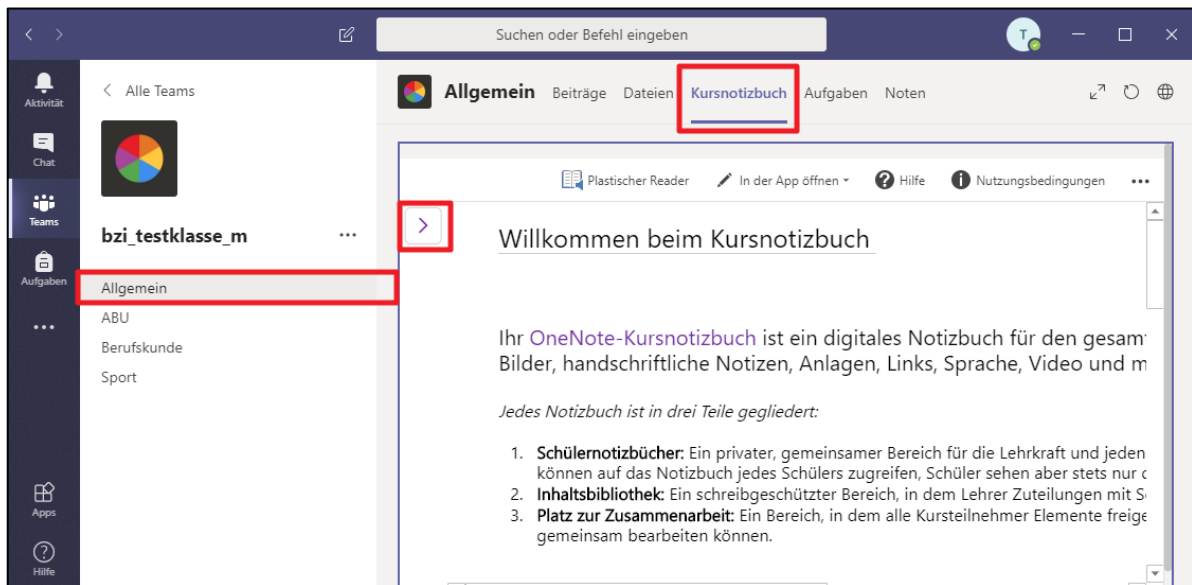 Suchen oder Befehl eingeben
T
Aktivität
Chat
Teams
Aufgaben
Apps
Hilfe
Alle Teams
bzi_testklasse_m
Allgemein
ABU
Berufskunde
Sport
Allgemein Beiträge Dateien Kursnotizbuch Aufgaben Noten
Plastischer Reader In der App öffnen Hilfe Nutzungsbedingungen
Willkommen beim Kursnotizbuch
Ihr OneNote-Kursnotizbuch ist ein digitales Notizbuch für den
Bilder, handschriftliche Notizen, Anlagen, Links, Sprache, Video und
Jedes Notizbuch ist in drei Teile gegliedert:
1. Schülernotizbücher: Ein privater, gemeinsamer Bereich für die Lehrkraft und jeden
können auf das Notizbuch jedes Schülers zugreifen, Schüler sehen aber stets nur
2. Inhaltsbibliothek: Ein schreibgeschützter Bereich, in dem Lehrer Zuteilungen mit
3. Platz zur Zusammenarbeit: Ein Bereich, in dem alle Kursteilnehmer Elemente
gemeinsam bearbeiten können.